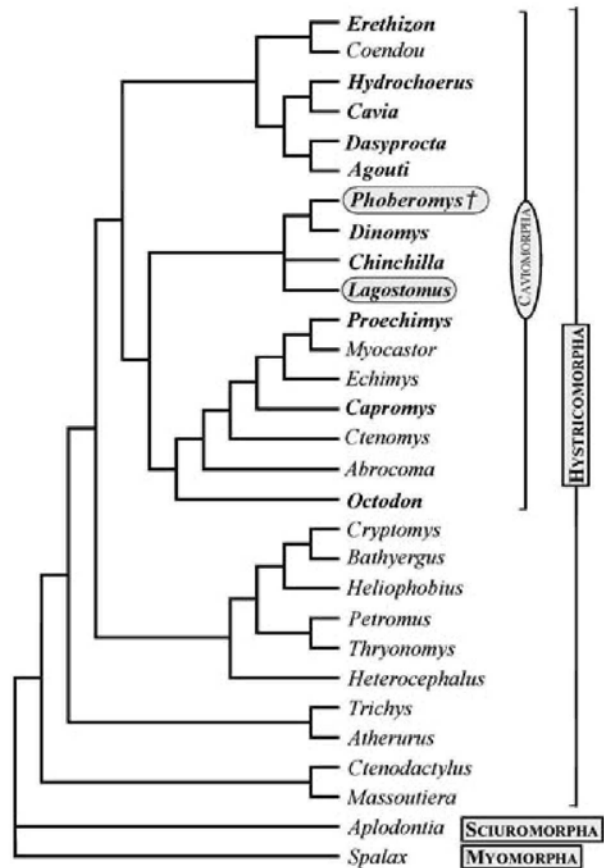 Erethizon
Coendou
Hydrochoerus
Cavia
Dasyprocta
Agouti
Phoberomys †
Dinomys
Chinchilla
Lagostomus
Proechimys
Myocastor
Echimys
Capromys
Ctenomys
Abrocoma
Octodon
Cryptomys
Bathyergus
Heliophobius
Petromus
Thryonomys
Heterocephalus
Trichys
Atherurus
Ctenodactylus
Massoutiera
Aplodontia SCIUROMORPHA
Spalax MYOMORPHA
CAVIOMORPHA
HYSTRICOMORPHA